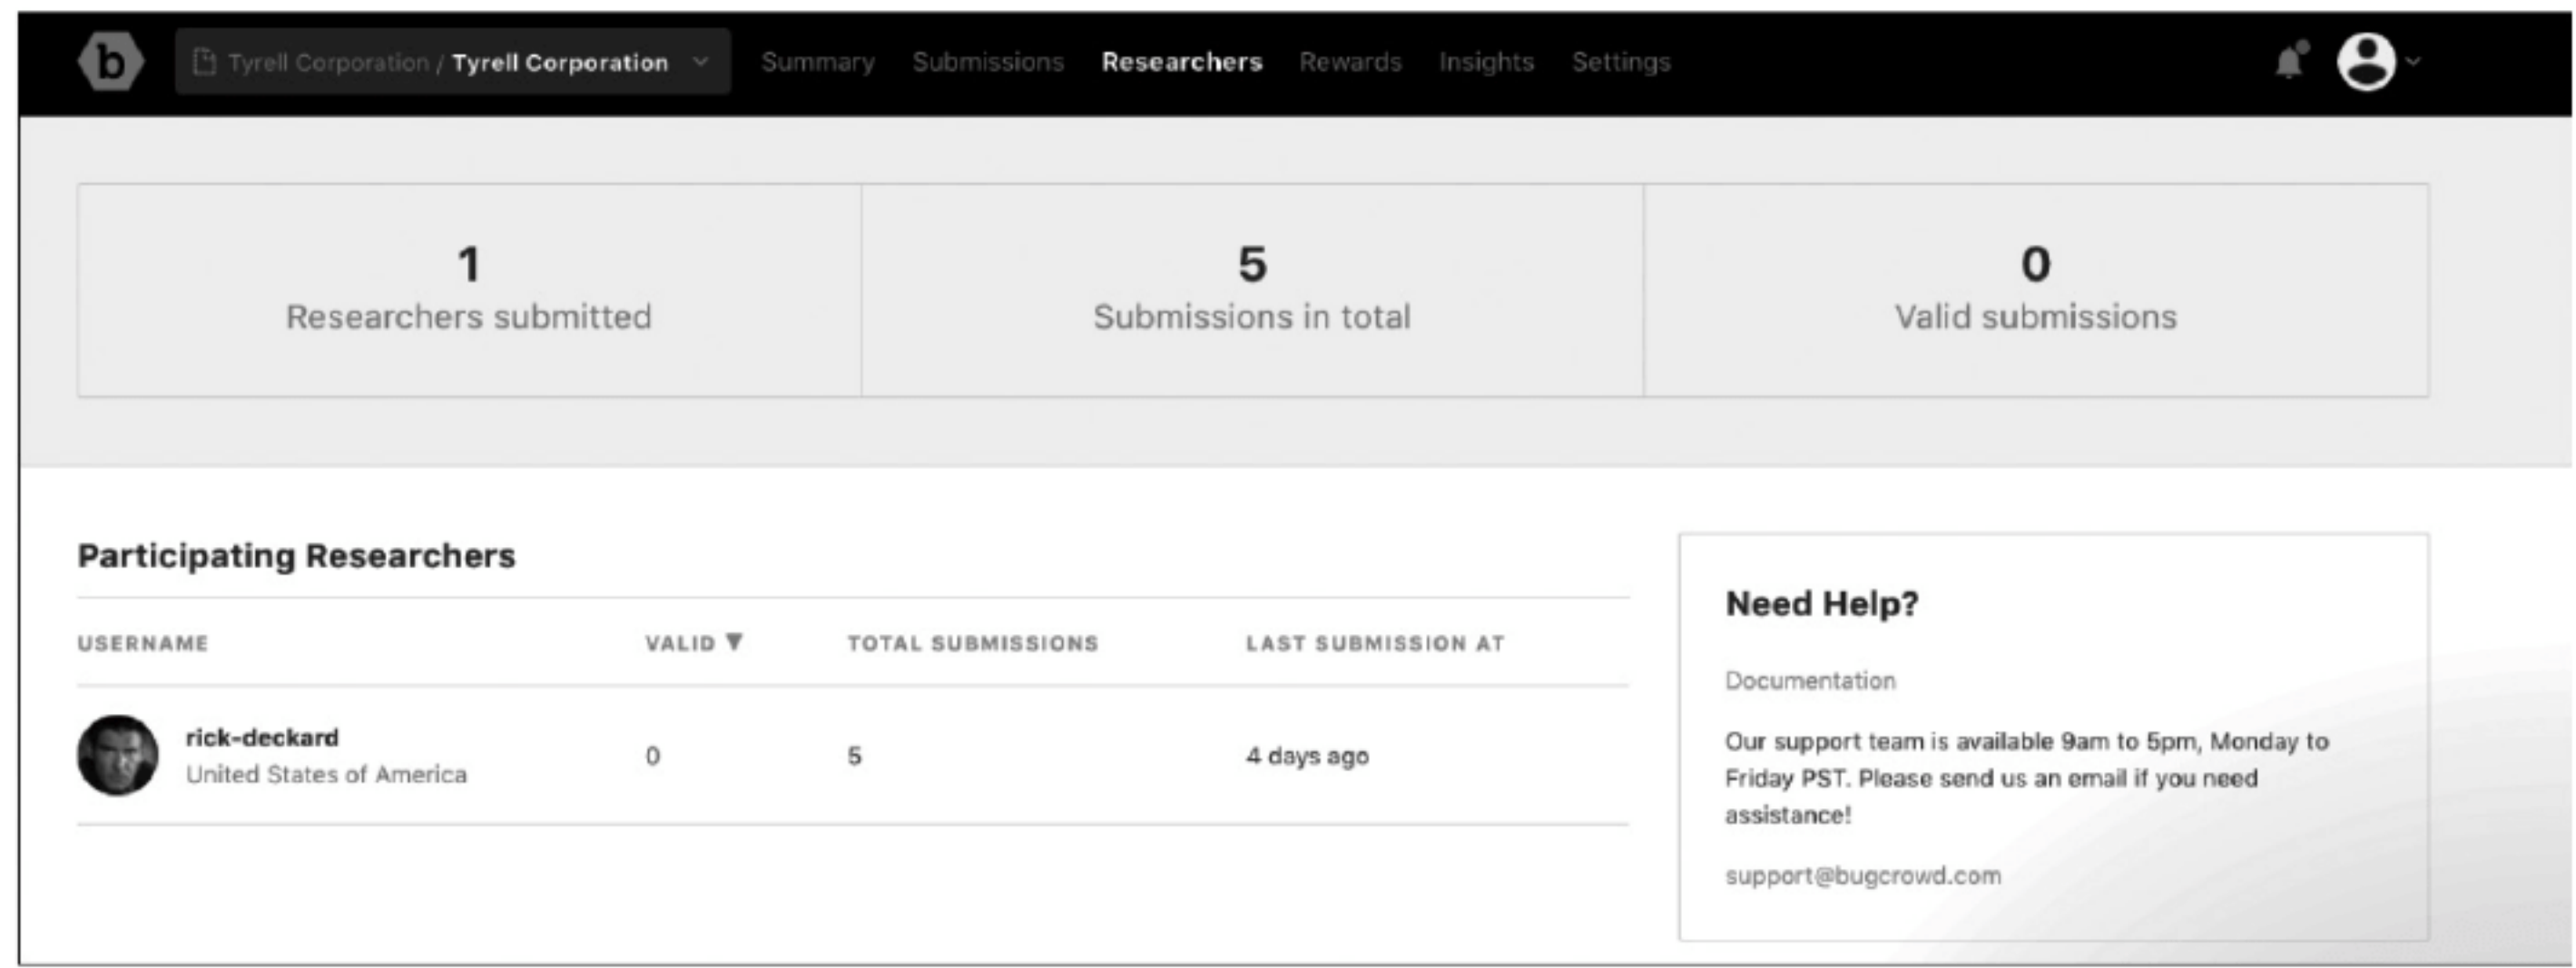 b Tyrell Corporation / Tyrell Corporation Summary Submissions Researchers Rewards Insights Settings
1
Researchers submitted
5
Submissions in total
0
Valid submissions
Participating Researchers
USERNAME VALID ▼ TOTAL SUBMISSIONS LAST SUBMISSION AT
rick-deckard
United States of America
0 5 4 days ago
Need Help?
Documentation
Our support team is available 9am to 5pm, Monday to
Friday PST. Please send us an email if you need
assistance!
support@bugcrowd.com